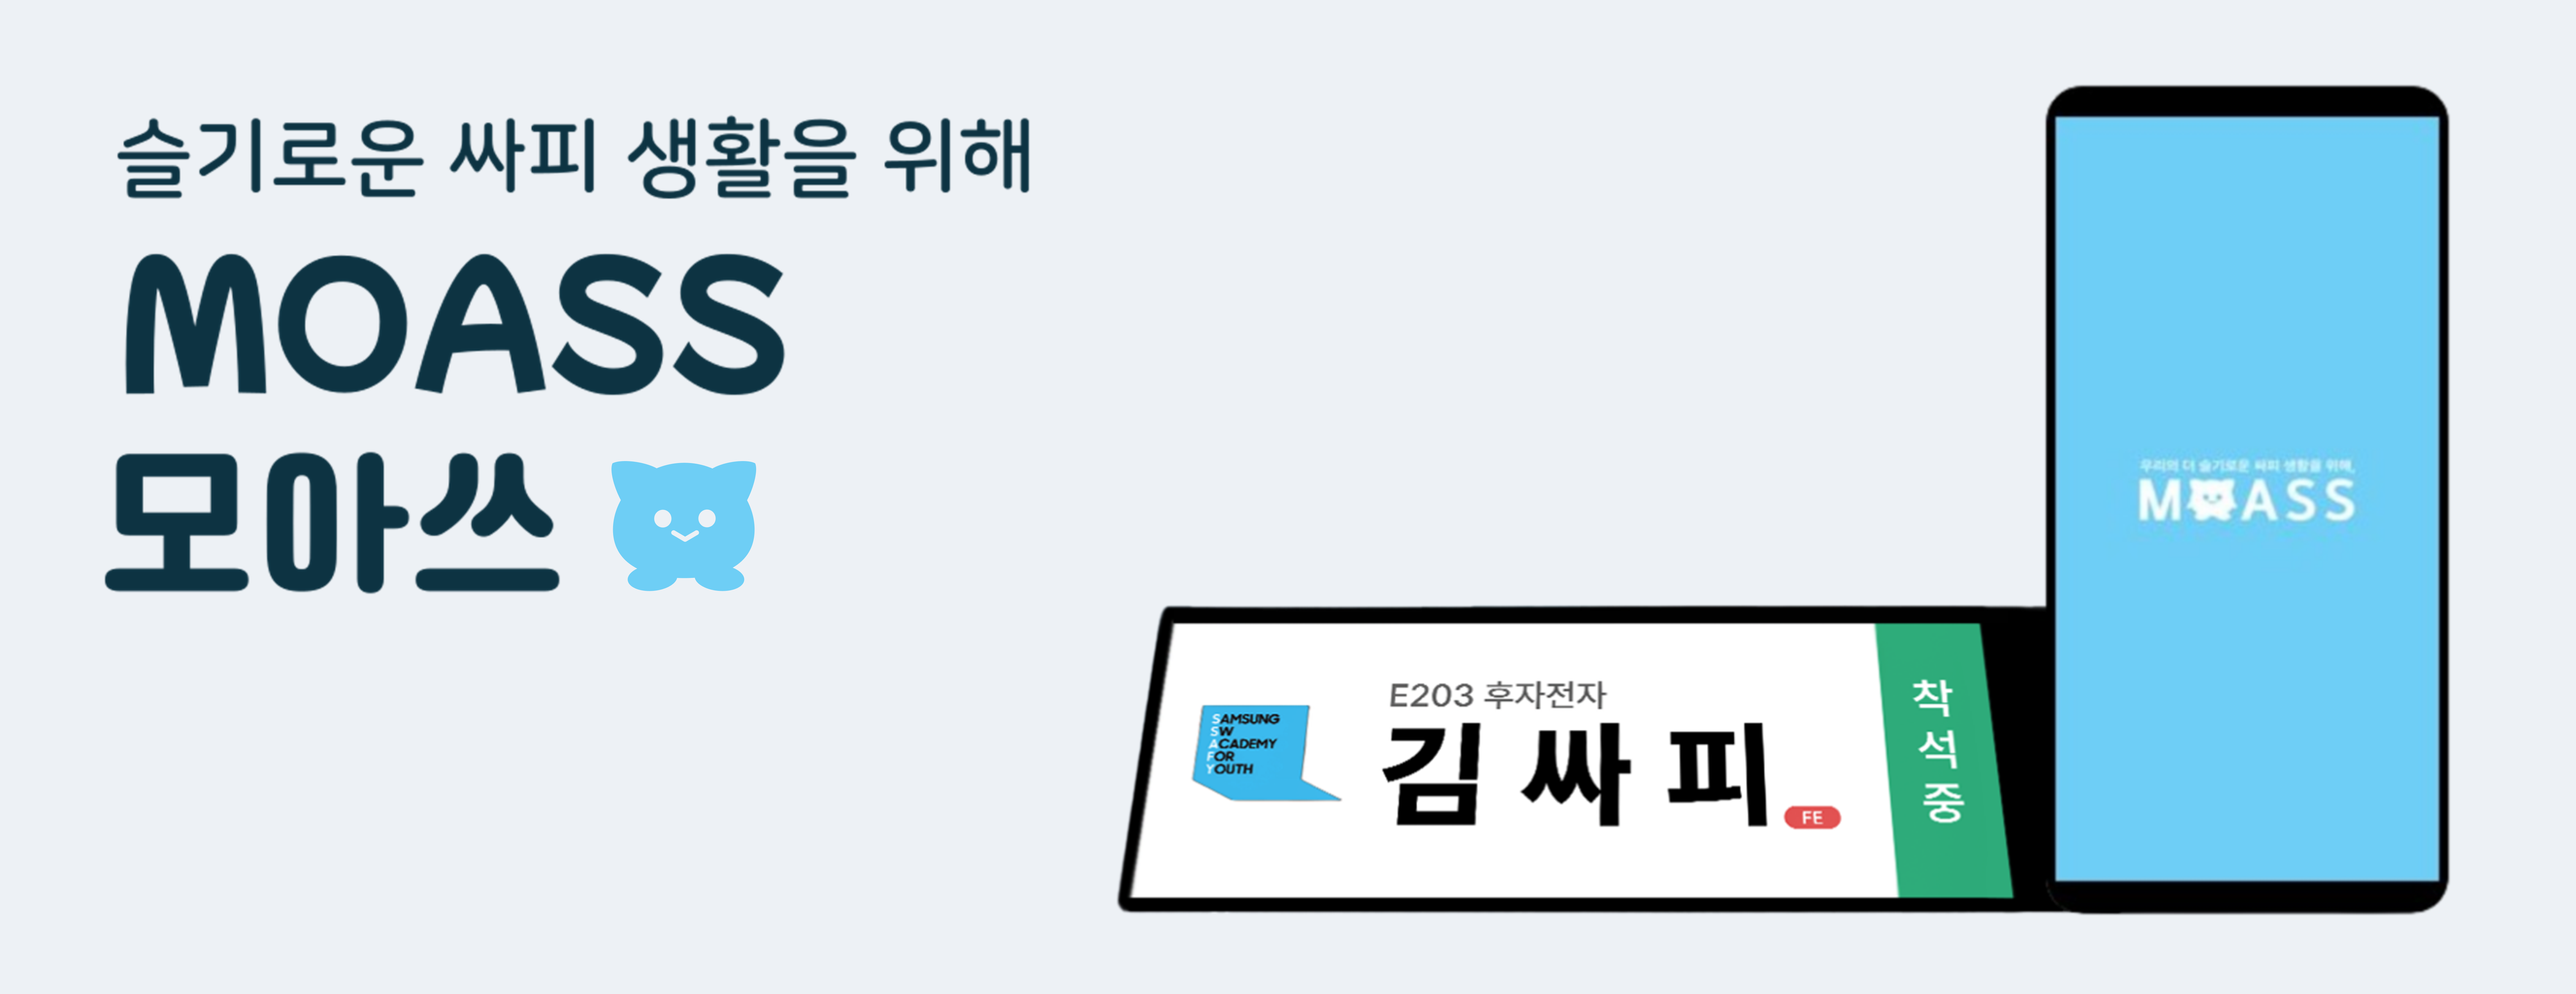 슬기로운 싸피 생활을 위해
MOASS
모아쓰
우리의 더 슬기로운 싸피 생활을 위해,
MOASS
SAMSUNG
SW
ACADEMY
FOR
YOUTH
E203 후자전자
김싸피
FE
착석중